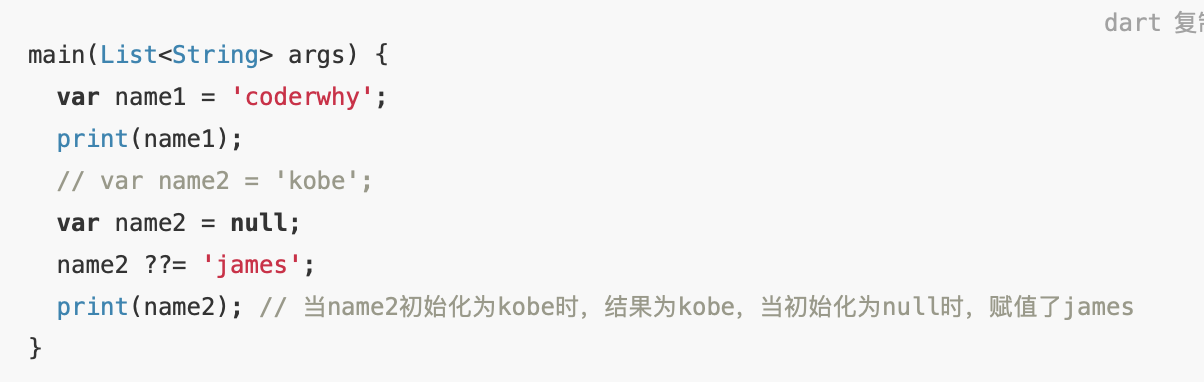 dart 复制
main(List<String> args) {
  var name1 = 'coderwhy';
  print(name1);
  // var name2 = 'kobe';
  var name2 = null;
  name2 ??= 'james';
  print(name2); // 当name2初始化为kobe时，结果为kobe，当初始化为null时，赋值了james
}